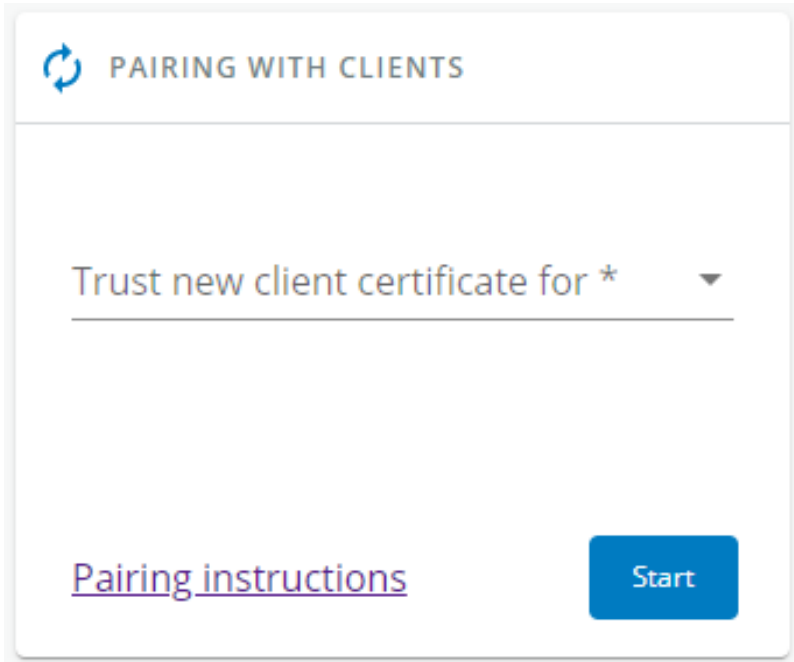 PAIRING WITH CLIENTS
Trust new client certificate for *
Pairing instructions
Start